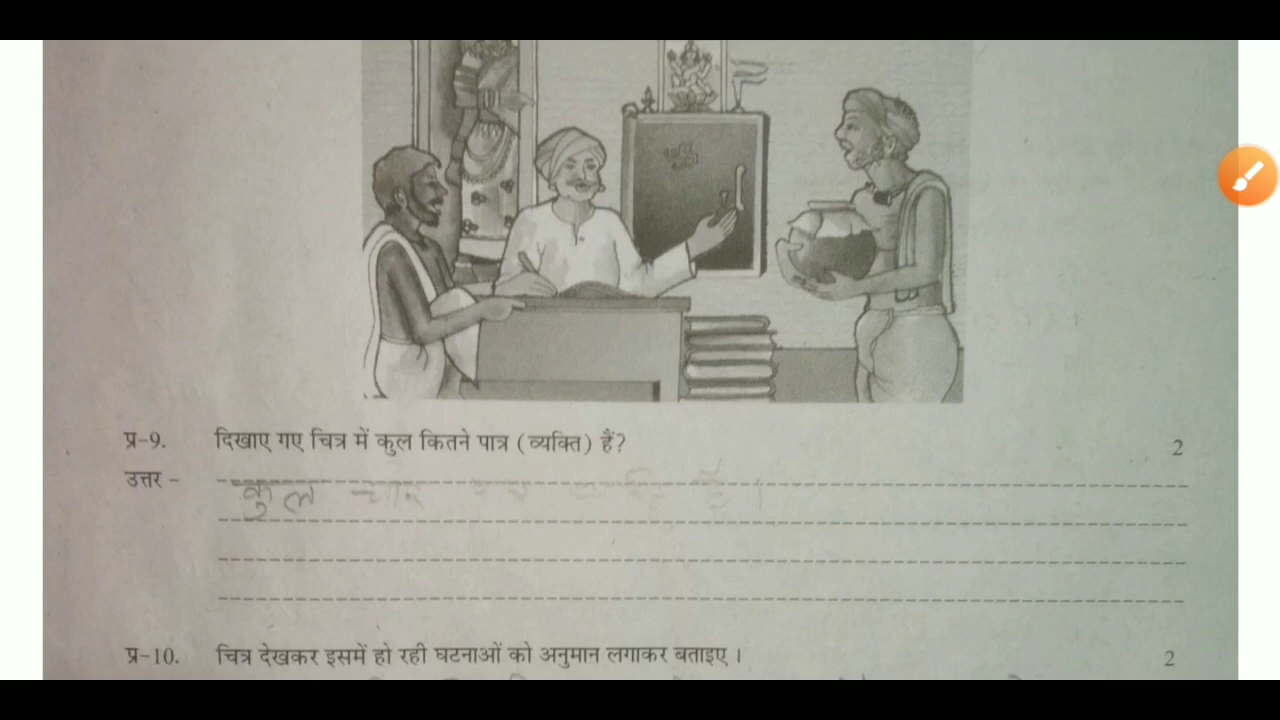 प्र-9. दिखाए गए चित्र में कुल कितने पात्र (व्यक्ति) हैं? 2
उत्तर -
कुल चार पात्र हैं।
प्र-10. चित्र देखकर इसमें हो रही घटनाओं को अनुमान लगाकर बताइए । 2